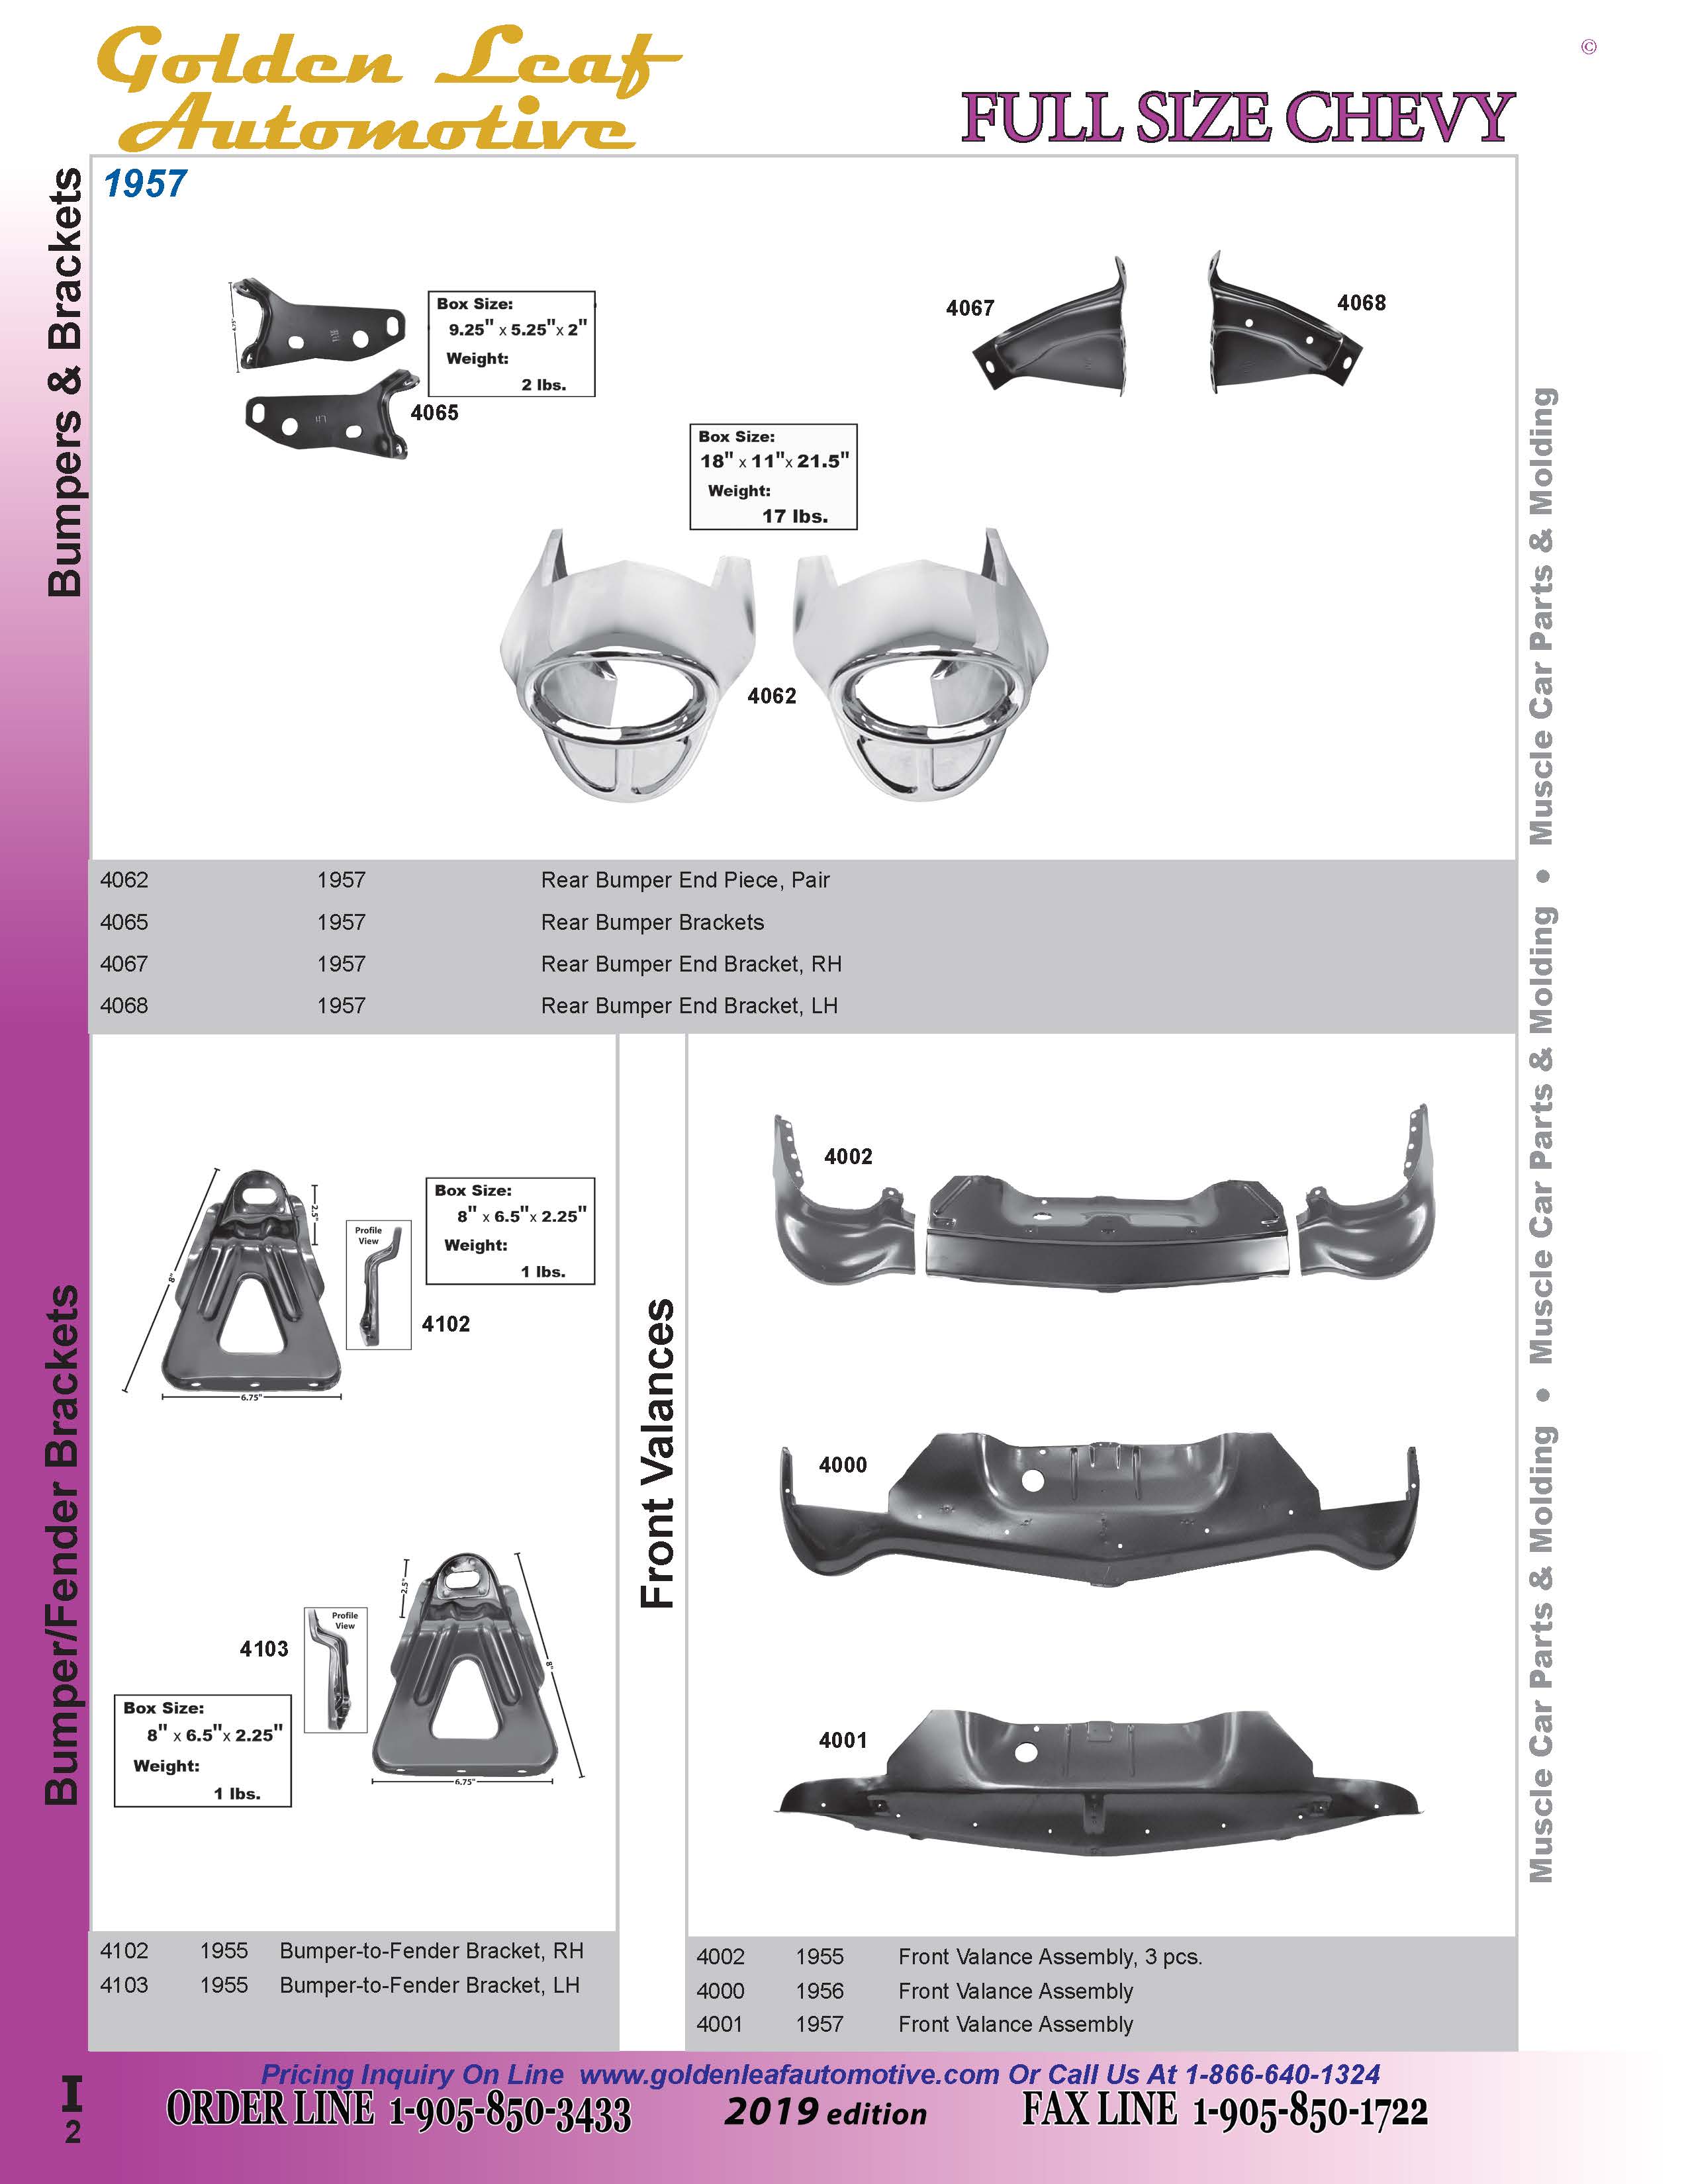 Golden Leaf
Automotive
©
FULL SIZE CHEVY
Bumpers & Brackets
1957
4.75"
RH
Box Size:
9.25" x 5.25"x 2"
Weight:
2 lbs.
LH
4065
4067
4068
Box Size:
18" x 11"x 21.5"
Weight:
17 lbs.
4062
4062 1957 Rear Bumper End Piece, Pair
4065 1957 Rear Bumper Brackets
4067 1957 Rear Bumper End Bracket, RH
4068 1957 Rear Bumper End Bracket, LH
Bumper/Fender Brackets
8"
2.5"
6.75"
Profile
View
Box Size:
8" x 6.5"x 2.25"
Weight:
1 lbs.
4102
2.5"
8"
6.75"
Profile
View
4103
Box Size:
8" x 6.5"x 2.25"
Weight:
1 lbs.
4102 1955 Bumper-to-Fender Bracket, RH
4103 1955 Bumper-to-Fender Bracket, LH
Front Valances
4002
4000
4001
4002 1955 Front Valance Assembly, 3 pcs.
4000 1956 Front Valance Assembly
4001 1957 Front Valance Assembly
Muscle Car Parts & Molding • Muscle Car Parts & Molding • Muscle Car Parts & Molding
Pricing Inquiry On Line www.goldenleafautomotive.com Or Call Us At 1-866-640-1324
I
2
ORDER LINE 1-905-850-3433
2019 edition
FAX LINE 1-905-850-1722